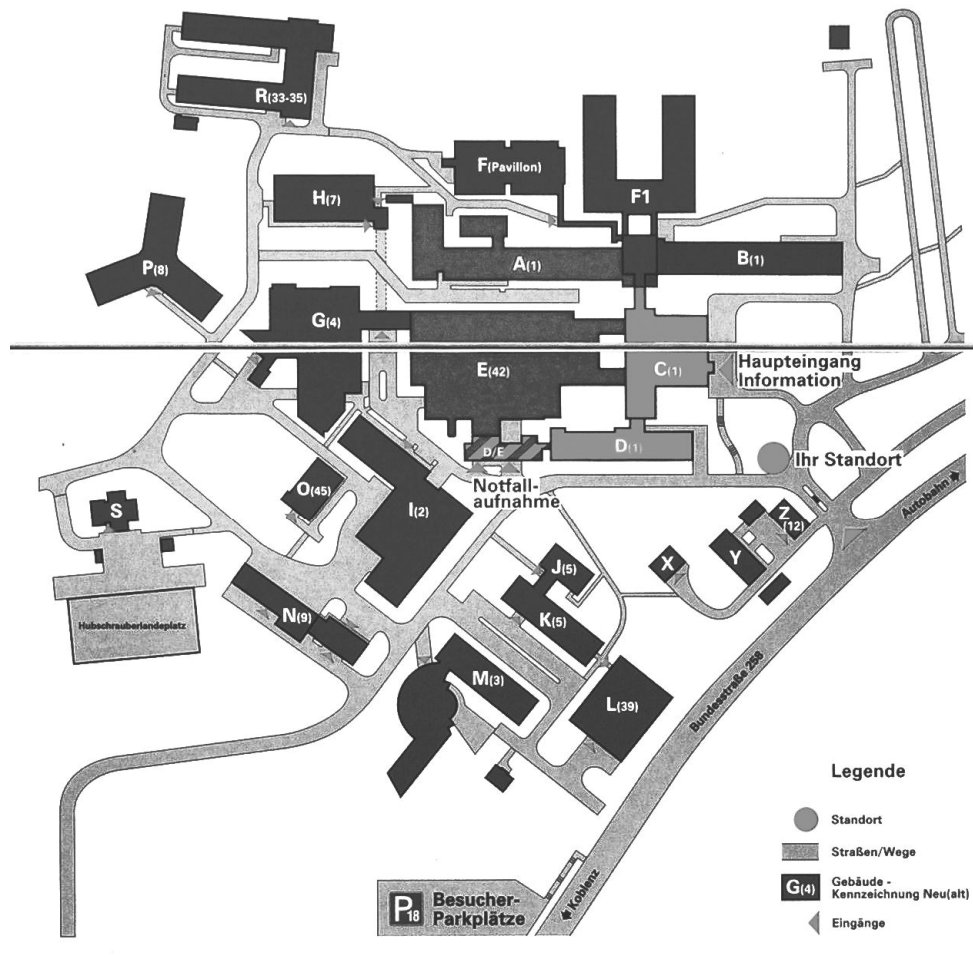 R(33-35)
F(Pavillon)
F1
H(7)
P(8)
A(1)
B(1)
G(4)
E(42)
C(1)
Haupteingang
Information
D/E
D(1)
Notfall-
aufnahme
Ihr Standort
Autobahn
S
O(45)
I(2)
Z
(12)
X
Y
J(5)
K(5)
N(9)
Hubschrauberlandeplatz
M(3)
L(39)
Bundesstraße 258
Koblenz
P18
Besucher-
Parkplätze
Legende
Standort
Straßen/Wege
G(4)
Gebäude -
Kennzeichnung Neu(alt)
Eingänge